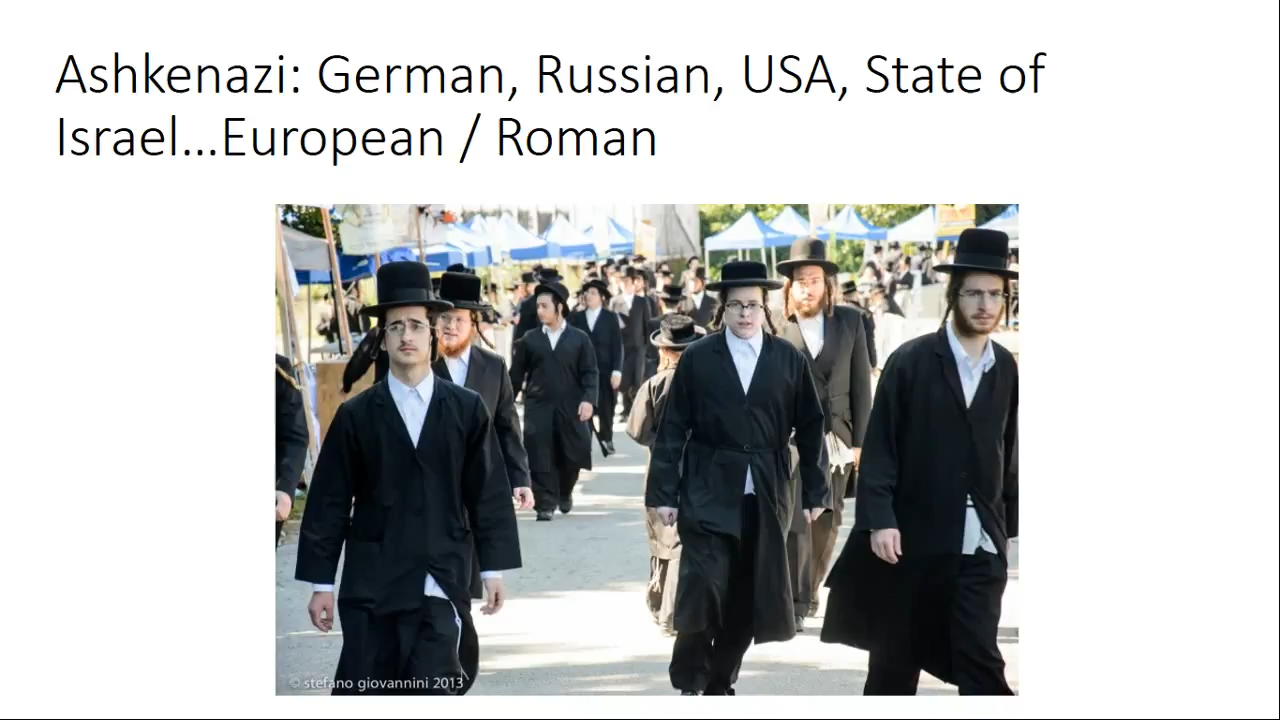 Ashkenazi: German, Russian, USA, State of
Israel...European / Roman
© stefano giovannini 2013